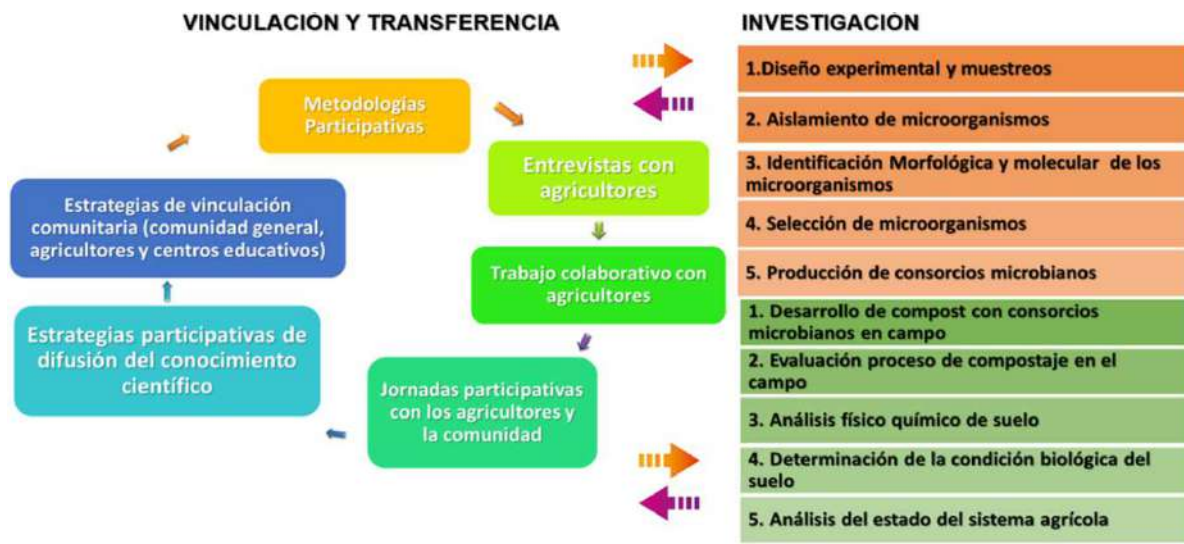 VINCULACIÓN Y TRANSFERENCIA
Metodologías
Participativas
Entrevistas con
agricultores
Trabajo colaborativo con
agricultores
Jornadas participativas
con los agricultores y
la comunidad
Estrategias participativas de
difusión del conocimiento
científico
Estrategias de vinculación
comunitaria (comunidad general,
agricultores y centros educativos)
INVESTIGACIÓN
1.Diseño experimental y muestreos
2. Aislamiento de microorganismos
3. Identificación Morfológica y molecular de los
microorganismos
4. Selección de microorganismos
5. Producción de consorcios microbianos
1. Desarrollo de compost con consorcios
microbianos en campo
2. Evaluación proceso de compostaje en el
campo
3. Análisis físico químico de suelo
4. Determinación de la condición biológica del
suelo
5. Análisis del estado del sistema agrícola